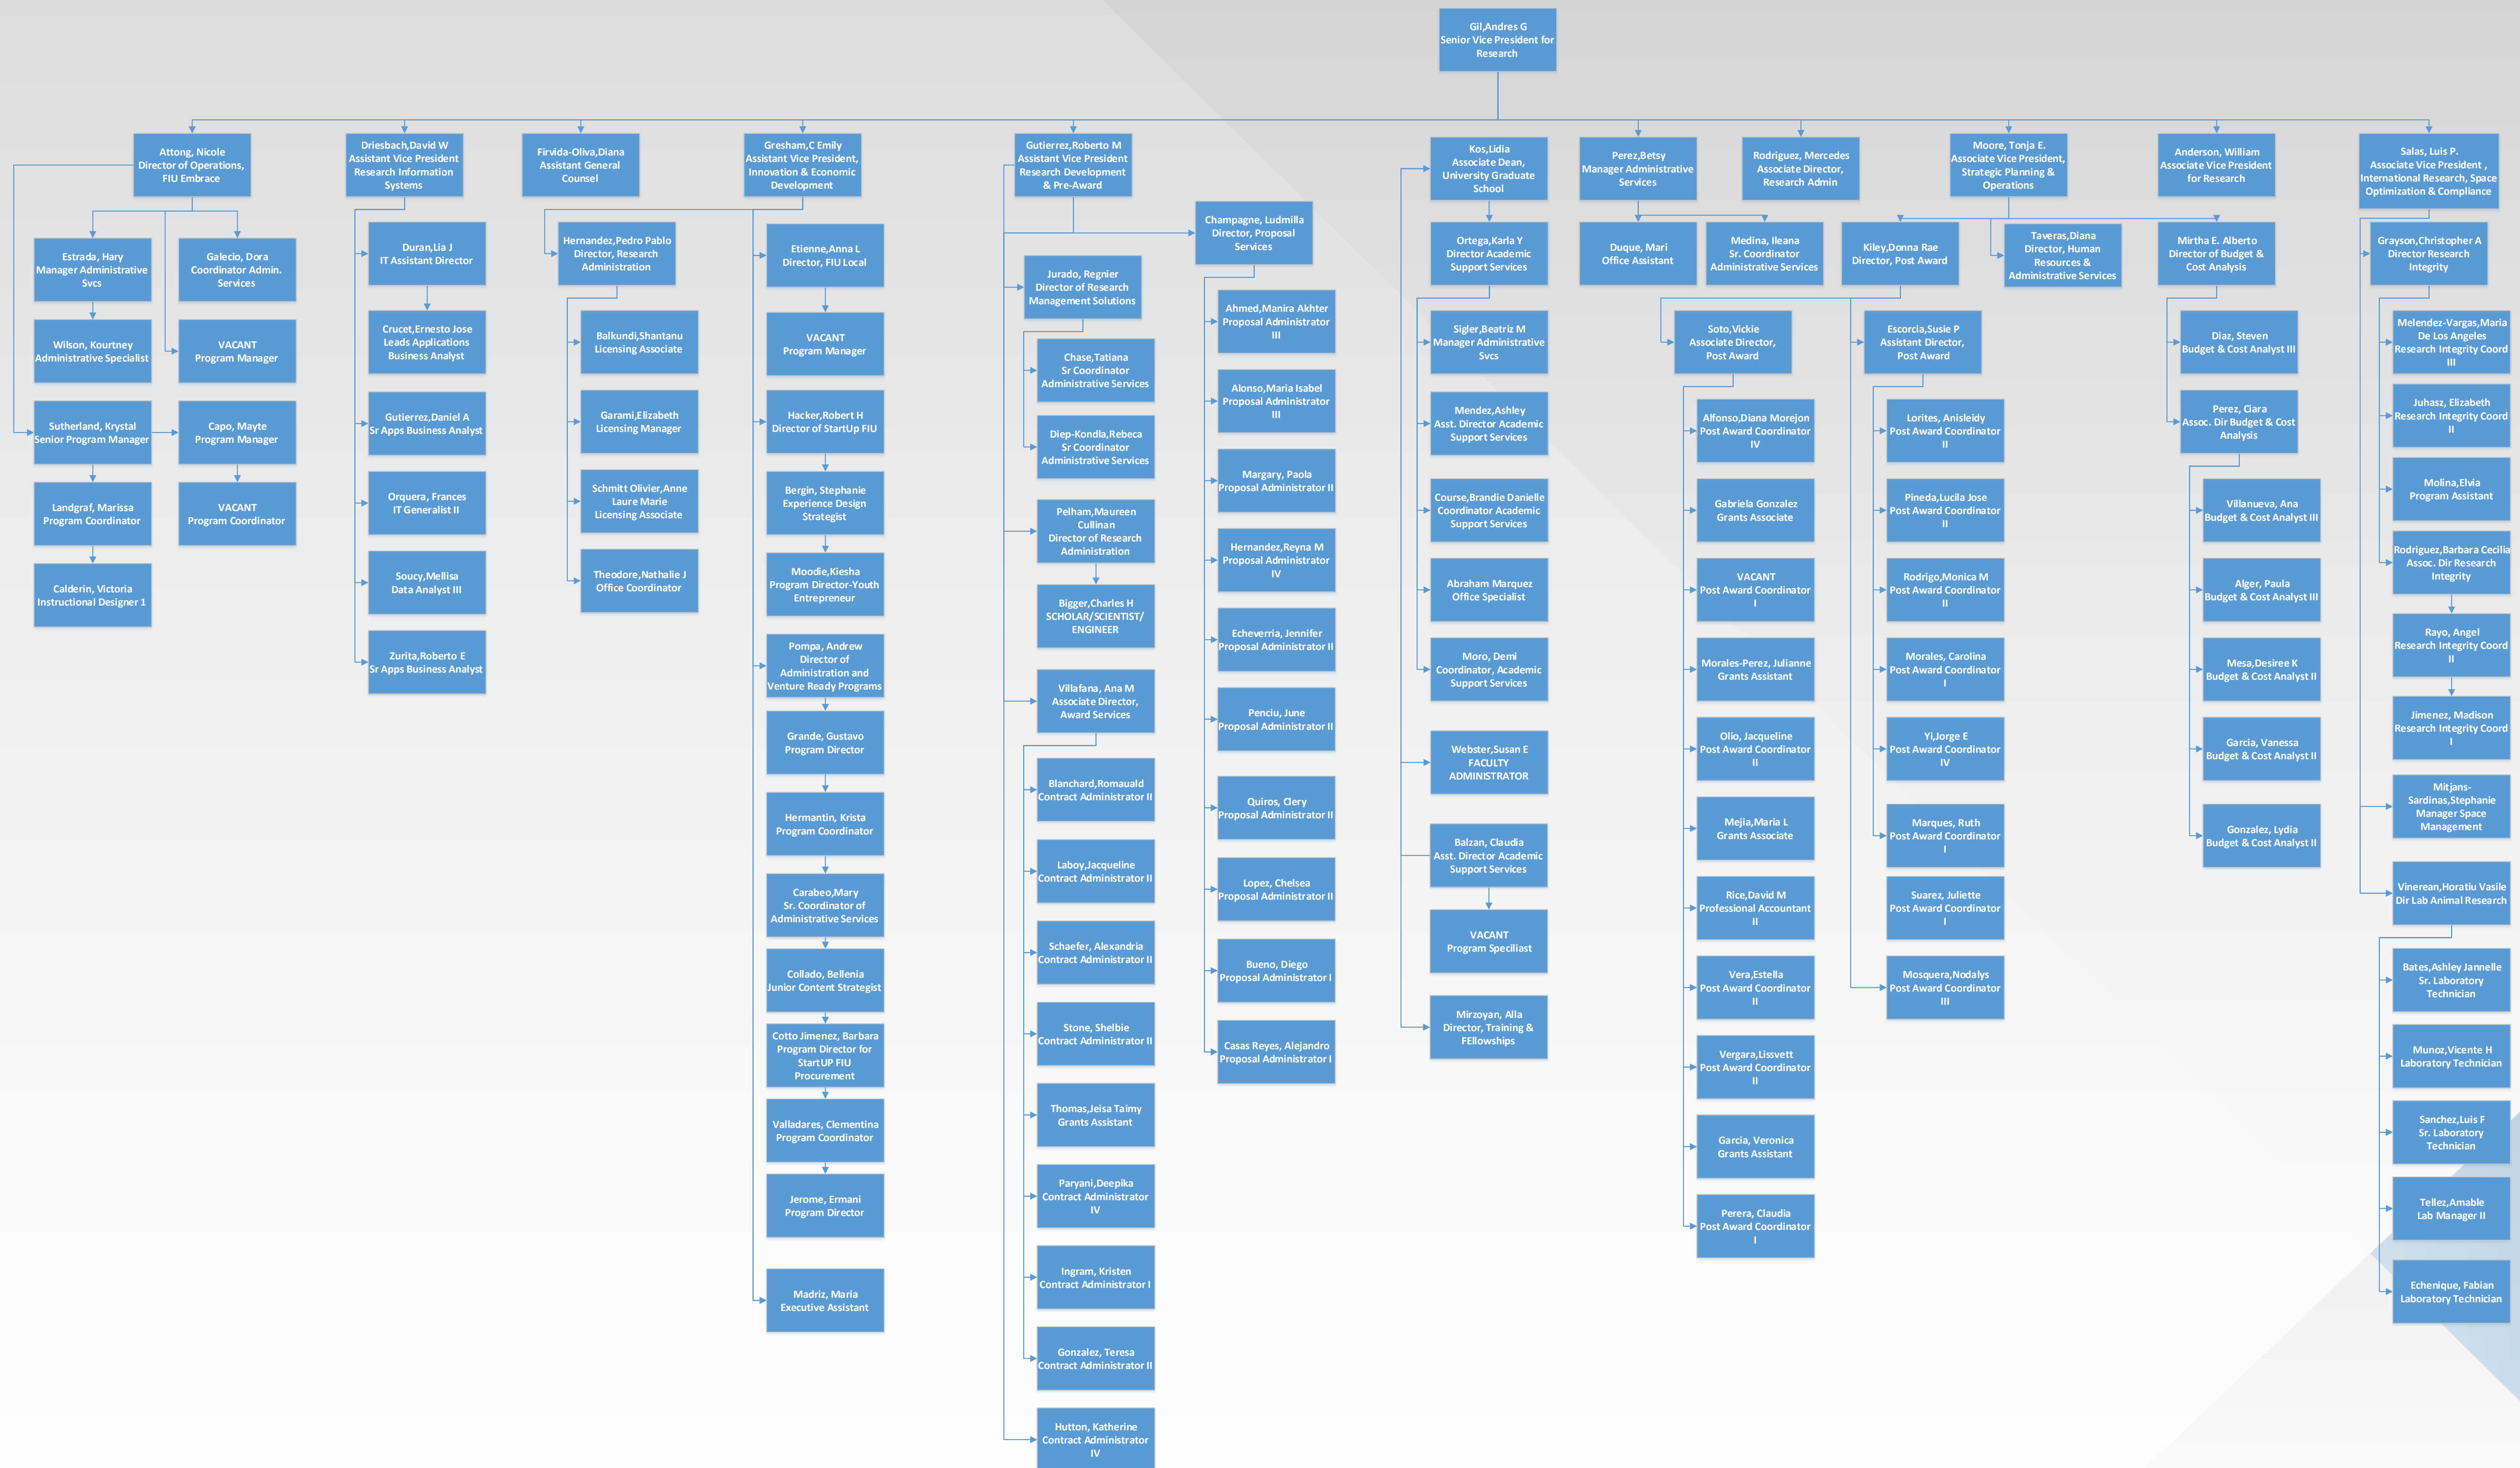 Gil,Andres G
Senior Vice President for
Research
Attong, Nicole
Director of Operations,
FIU Embrace
Estrada, Hary
Manager Administrative
Svcs
Galecio, Dora
Coordinator Admin.
Services
Wilson, Kourtney
Administrative Specialist
VACANT
Program Manager
Sutherland, Krystal
Senior Program Manager
Capo, Mayte
Program Manager
Landgraf, Marissa
Program Coordinator
VACANT
Program Coordinator
Calderin, Victoria
Instructional Designer 1
Driesbach,David W
Assistant Vice President
Research Information
Systems
Duran,Lia J
IT Assistant Director
Crucet,Ernesto Jose
Leads Applications
Business Analyst
Gutierrez,Daniel A
Sr Apps Business Analyst
Orquera, Frances
IT Generalist II
Soucy,Mellisa
Data Analyst III
Zurita,Roberto E
Sr Apps Business Analyst
Firvida-Oliva,Diana
Assistant General
Counsel
Gresham,C Emily
Assistant Vice President,
Innovation & Economic
Development
Hernandez,Pedro Pablo
Director, Research
Administration
Balkundi,Shantanu
Licensing Associate
Garami,Elizabeth
Licensing Manager
Schmitt Olivier,Anne
Laure Marie
Licensing Associate
Theodore,Nathalie J
Office Coordinator
Etienne,Anna L
Director, FIU Local
VACANT
Program Manager
Hacker,Robert H
Director of StartUp FIU
Bergin, Stephanie
Experience Design
Strategist
Moodie,Kiesha
Program Director-Youth
Entrepreneur
Pompa, Andrew
Director of
Administration and
Venture Ready Programs
Grande, Gustavo
Program Director
Hermantin, Krista
Program Coordinator
Carabeo,Mary
Sr. Coordinator of
Administrative Services
Collado, Bellenia
Junior Content Strategist
Cotto Jimenez, Barbara
Program Director for
StartUP FIU
Procurement
Valladares, Clementina
Program Coordinator
Jerome, Ermani
Program Director
Madriz, Maria
Executive Assistant
Gutierrez,Roberto M
Assistant Vice President
Research Development
& Pre-Award
Jurado, Regnier
Director of Research
Management Solutions
Chase,Tatiana
Sr Coordinator
Administrative Services
Diep-Kondla,Rebeca
Sr Coordinator
Administrative Services
Pelham,Maureen
Cullinan
Director of Research
Administration
Bigger,Charles H
SCHOLAR/SCIENTIST/
ENGINEER
Villafana, Ana M
Associate Director,
Award Services
Blanchard,Romauald
Contract Administrator II
Laboy,Jacqueline
Contract Administrator II
Schaefer, Alexandria
Contract Administrator II
Stone, Shelbie
Contract Administrator II
Thomas,Jeisa Taimy
Grants Assistant
Paryani,Deepika
Contract Administrator
IV
Ingram, Kristen
Contract Administrator I
Gonzalez, Teresa
Contract Administrator II
Hutton, Katherine
Contract Administrator
IV
Champagne, Ludmilla
Director, Proposal
Services
Ahmed,Manira Akhter
Proposal Administrator
III
Alonso,Maria Isabel
Proposal Administrator
III
Margary, Paola
Proposal Administrator II
Hernandez,Reyna M
Proposal Administrator
IV
Echeverria, Jennifer
Proposal Administrator II
Penciu, June
Proposal Administrator II
Quiros, Clery
Proposal Administrator II
Lopez, Chelsea
Proposal Administrator II
Bueno, Diego
Proposal Administrator I
Casas Reyes, Alejandro
Proposal Administrator I
Kos,Lidia
Associate Dean,
University Graduate
School
Ortega,Karla Y
Director Academic
Support Services
Sigler,Beatriz M
Manager Administrative
Svcs
Mendez,Ashley
Asst. Director Academic
Support Services
Course,Brandie Danielle
Coordinator Academic
Support Services
Abraham Marquez
Office Specialist
Moro, Demi
Coordinator, Academic
Support Services
Webster,Susan E
FACULTY
ADMINISTRATOR
Balzan, Claudia
Asst. Director Academic
Support Services
VACANT
Program Speciliast
Mirzoyan, Alla
Director, Training &
FEllowships
Perez,Betsy
Manager Administrative
Services
Duque, Mari
Office Assistant
Medina, Ileana
Sr. Coordinator
Administrative Services
Rodriguez, Mercedes
Associate Director,
Research Admin
Moore, Tonja E.
Associate Vice President,
Strategic Planning &
Operations
Kiley,Donna Rae
Director, Post Award
Taveras,Diana
Director, Human
Resources &
Administrative Services
Mirtha E. Alberto
Director of Budget &
Cost Analysis
Soto,Vickie
Associate Director,
Post Award
Alfonso,Diana Morejon
Post Award Coordinator
IV
Gabriela Gonzalez
Grants Associate
VACANT
Post Award Coordinator
I
Morales-Perez, Julianne
Grants Assistant
Olio, Jacqueline
Post Award Coordinator
II
Mejia,Maria L
Grants Associate
Rice,David M
Professional Accountant
II
Vera,Estella
Post Award Coordinator
II
Vergara,Lissvett
Post Award Coordinator
II
Garcia, Veronica
Grants Assistant
Perera, Claudia
Post Award Coordinator
I
Escorcia,Susie P
Assistant Director,
Post Award
Lorites, Anisleidy
Post Award Coordinator
II
Pineda,Lucila Jose
Post Award Coordinator
II
Rodrigo,Monica M
Post Award Coordinator
II
Morales, Carolina
Post Award Coordinator
I
Yi,Jorge E
Post Award Coordinator
IV
Marques, Ruth
Post Award Coordinator
I
Suarez, Juliette
Post Award Coordinator
I
Mosquera,Nodalys
Post Award Coordinator
III
Diaz, Steven
Budget & Cost Analyst III
Perez, Ciara
Assoc. Dir Budget & Cost
Analysis
Villanueva, Ana
Budget & Cost Analyst III
Alger, Paula
Budget & Cost Analyst III
Mesa,Desiree K
Budget & Cost Analyst II
Garcia, Vanessa
Budget & Cost Analyst II
Gonzalez, Lydia
Budget & Cost Analyst II
Anderson, William
Associate Vice President
for Research
Salas, Luis P.
Associate Vice President ,
International Research, Space
Optimization & Compliance
Grayson,Christopher A
Director Research
Integrity
Melendez-Vargas,Maria
De Los Angeles
Research Integrity Coord
III
Juhasz, Elizabeth
Research Integrity Coord
II
Molina,Elvia
Program Assistant
Rodriguez,Barbara Cecilia
Assoc. Dir Research
Integrity
Rayo, Angel
Research Integrity Coord
II
Jimenez, Madison
Research Integrity Coord
I
Mitjans-
Sardinas,Stephanie
Manager Space
Management
Vinerean,Horatiu Vasile
Dir Lab Animal Research
Bates,Ashley Jannelle
Sr. Laboratory
Technician
Munoz,Vicente H
Laboratory Technician
Sanchez,Luis F
Sr. Laboratory
Technician
Tellez,Amable
Lab Manager II
Echenique, Fabian
Laboratory Technician